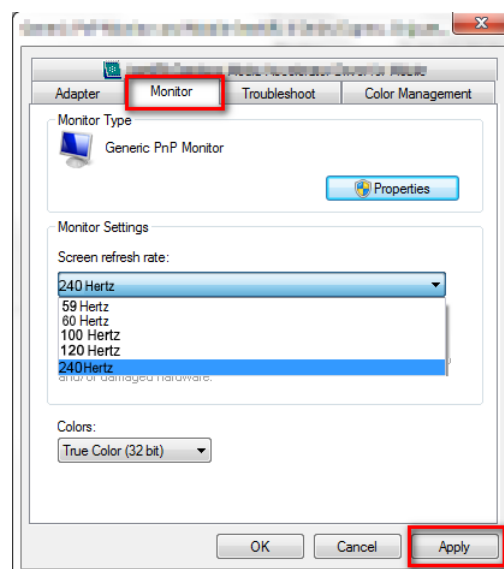 Adapter
Monitor
Troubleshoot
Color Management
Monitor Type
Generic PnP Monitor
Properties
Monitor Settings
Screen refresh rate:
240 Hertz
59 Hertz
60 Hertz
100 Hertz
120 Hertz
240Hertz
and/or damaged hardware.
Colors:
True Color (32 bit)
OK
Cancel
Apply